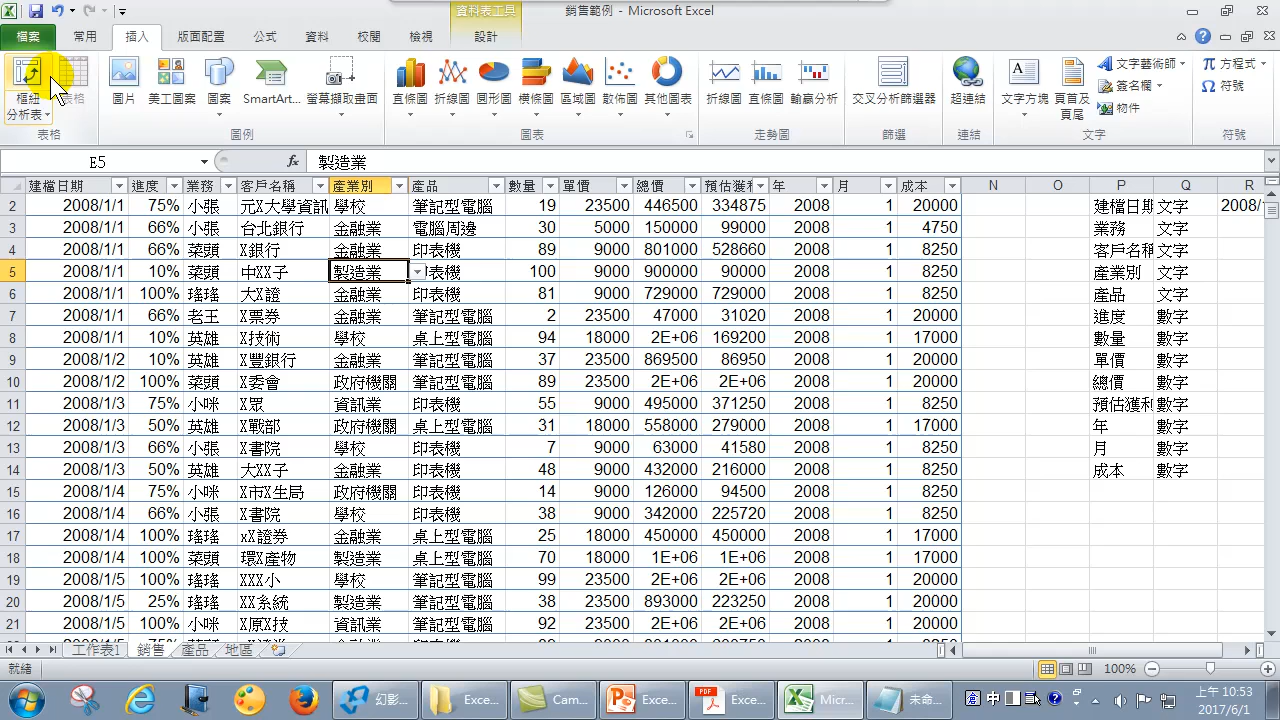 資料表工具
銷售範例 - Microsoft Excel
檔案 常用 插入 版面配置 公式 資料 校閱 檢視 設計
樞紐分析表 表格 圖片 美工圖案 圖案 SmartArt... 螢幕擷取畫面 直條圖 折線圖 圓形圖 橫條圖 區域圖 散佈圖 其他圖表 折線圖 直條圖 輸贏分析 交叉分析篩選器 超連結 文字方塊 頁首及頁尾 文字藝術師 簽名欄 物件 方程式 符號
表格 圖例 圖表 走勢圖 篩選 連結 文字 符號
E5 fx 製造業
建檔日期 進度 業務 客戶名稱 產業別 產品 數量 單價 總價 預估獲利 年 月 成本 N O P Q R
2 2008/1/1 75% 小張 元X大學資訊 學校 筆記型電腦 19 23500 446500 334875 2008 1 20000 建檔日期 文字 2008/
3 2008/1/1 66% 小張 台北銀行 金融業 電腦周邊 30 5000 150000 99000 2008 1 4750 業務 文字
4 2008/1/1 66% 菜頭 X銀行 金融業 印表機 89 9000 801000 528660 2008 1 8250 客戶名稱 文字
5 2008/1/1 10% 菜頭 中XX子 製造業 印表機 100 9000 900000 90000 2008 1 8250 產業別 文字
6 2008/1/1 100% 瑤瑤 大X證 金融業 印表機 81 9000 729000 729000 2008 1 8250 產品 文字
7 2008/1/1 66% 老王 X票券 金融業 筆記型電腦 2 23500 47000 31020 2008 1 20000 進度 數字
8 2008/1/1 10% 英雄 X技術 學校 桌上型電腦 94 18000 2E+06 169200 2008 1 17000 數量 數字
9 2008/1/2 10% 英雄 X豐銀行 金融業 筆記型電腦 37 23500 869500 86950 2008 1 20000 單價 數字
10 2008/1/2 100% 菜頭 X委會 政府機關 筆記型電腦 89 23500 2E+06 2E+06 2008 1 20000 總價 數字
11 2008/1/3 75% 小咪 X眾 資訊業 印表機 55 9000 495000 371250 2008 1 8250 預估獲利 數字
12 2008/1/3 50% 英雄 X戰部 政府機關 桌上型電腦 31 18000 558000 279000 2008 1 17000 年 數字
13 2008/1/3 66% 小張 X書院 學校 印表機 7 9000 63000 41580 2008 1 8250 月 數字
14 2008/1/3 50% 英雄 大XX子 金融業 印表機 48 9000 432000 216000 2008 1 8250 成本 數字
15 2008/1/4 75% 小咪 X市X生局 政府機關 印表機 14 9000 126000 94500 2008 1 8250
16 2008/1/4 66% 小張 X書院 學校 印表機 38 9000 342000 225720 2008 1 8250
17 2008/1/4 100% 瑤瑤 xX證券 金融業 桌上型電腦 25 18000 450000 450000 2008 1 17000
18 2008/1/4 100% 菜頭 環X產物 製造業 桌上型電腦 70 18000 1E+06 1E+06 2008 1 17000
19 2008/1/5 100% 瑤瑤 XXX小 學校 筆記型電腦 99 23500 2E+06 2E+06 2008 1 20000
20 2008/1/5 25% 瑤瑤 XX系統 製造業 筆記型電腦 38 23500 893000 223250 2008 1 20000
21 2008/1/5 100% 小咪 X原X技 資訊業 筆記型電腦 92 23500 2E+06 2E+06 2008 1 20000
工作表1 銷售 產品 地區
就緒 100%
幻影... Exce... Cam... Exce... Exce... Micr... 未命... 中 上午 10:53
2017/6/1